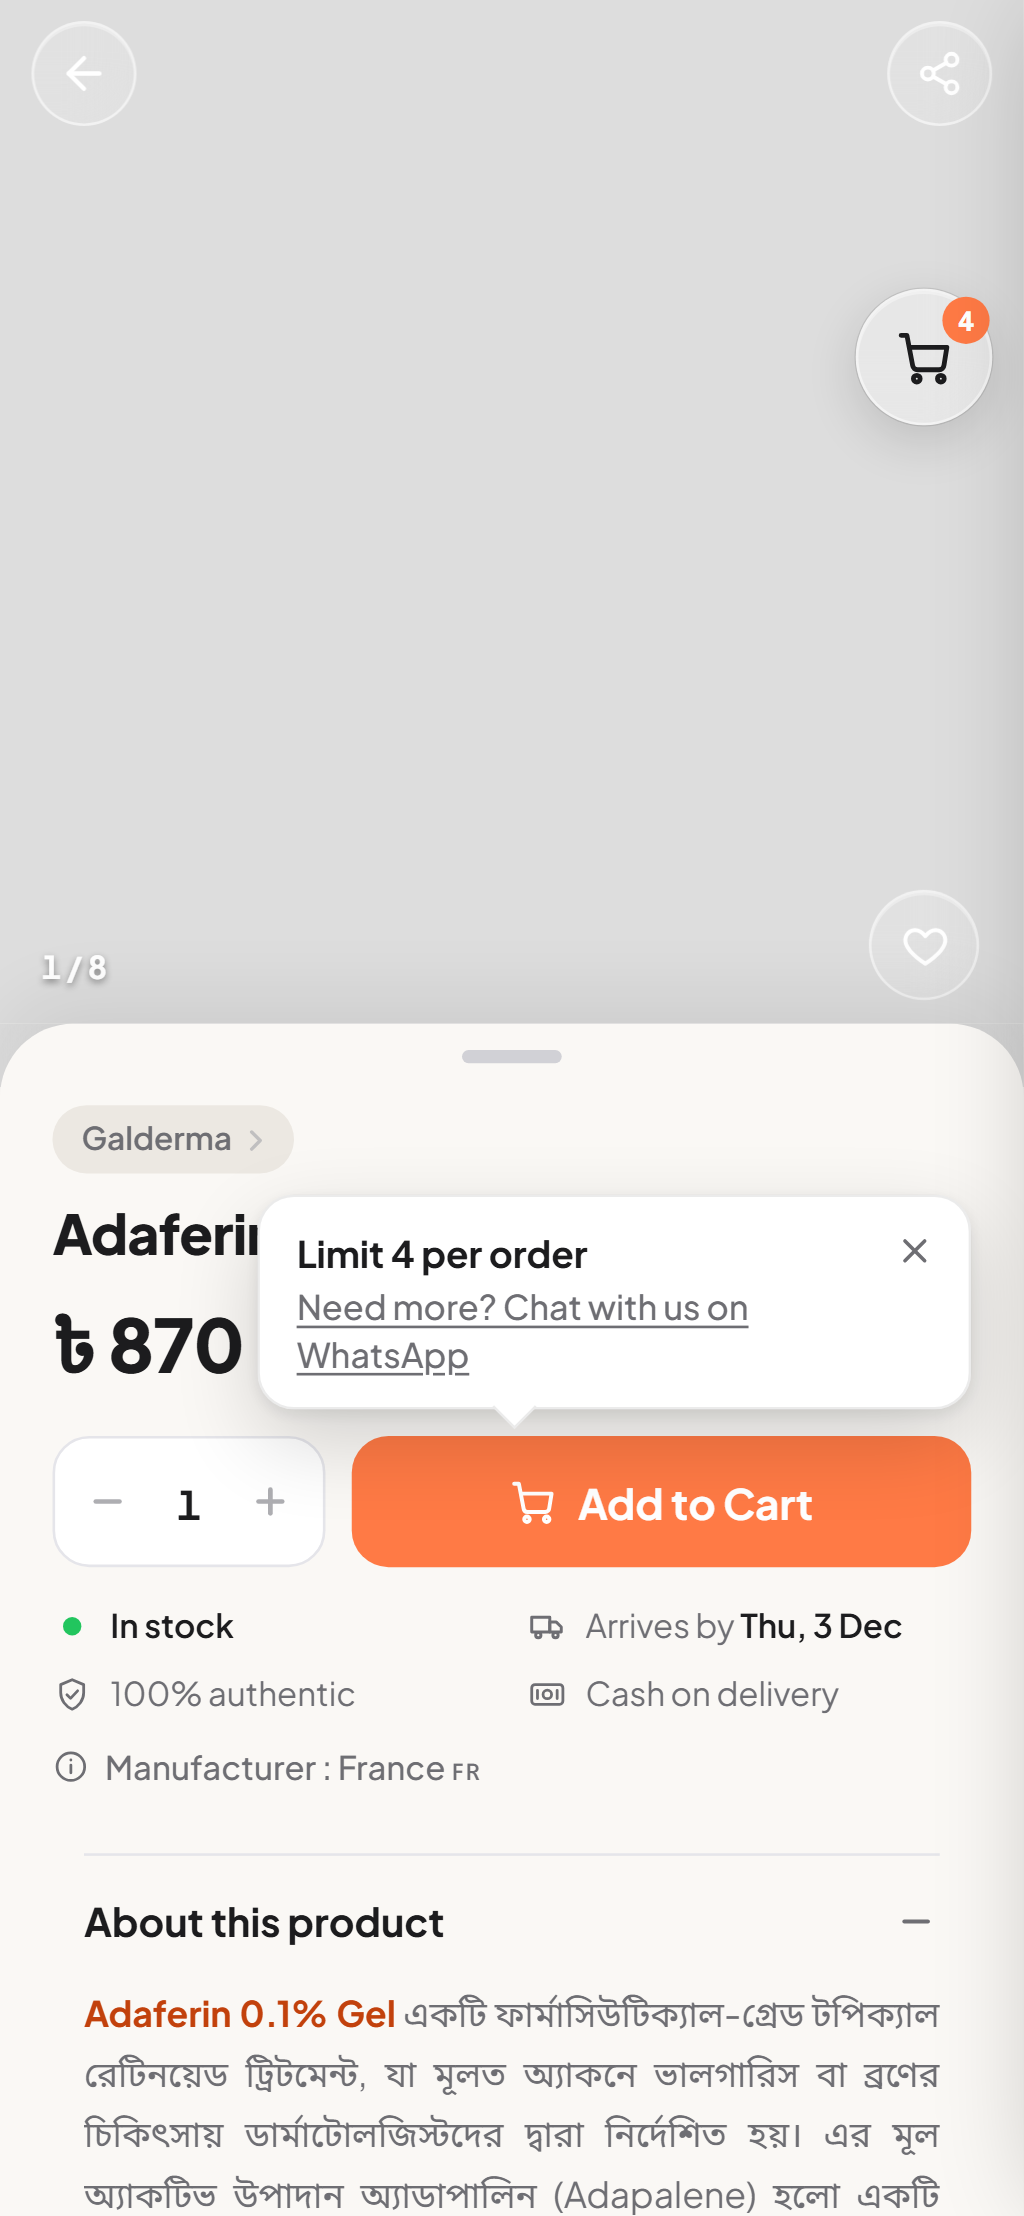 4
1/8
Galderma
Limit 4 per order
Need more? Chat with us on
WhatsApp
৳ 870
1
Add to Cart
In stock
Arrives by Thu, 3 Dec
100% authentic
Cash on delivery
Manufacturer : France FR
About this product
Adaferin 0.1% Gel একটি ফার্মাসিউটিক্যাল-গ্রেড টপিক্যাল
রেটিনয়েড ট্রিটমেন্ট, যা মূলত অ্যাকনে ভালগারিস বা ব্রণের
চিকিৎসায় ডার্মাটোলজিস্টদের দ্বারা নির্দেশিত হয়। এর মূল
অ্যাকটিভ উপাদান অ্যাডাপালিন (Adapalene) হলো একটি